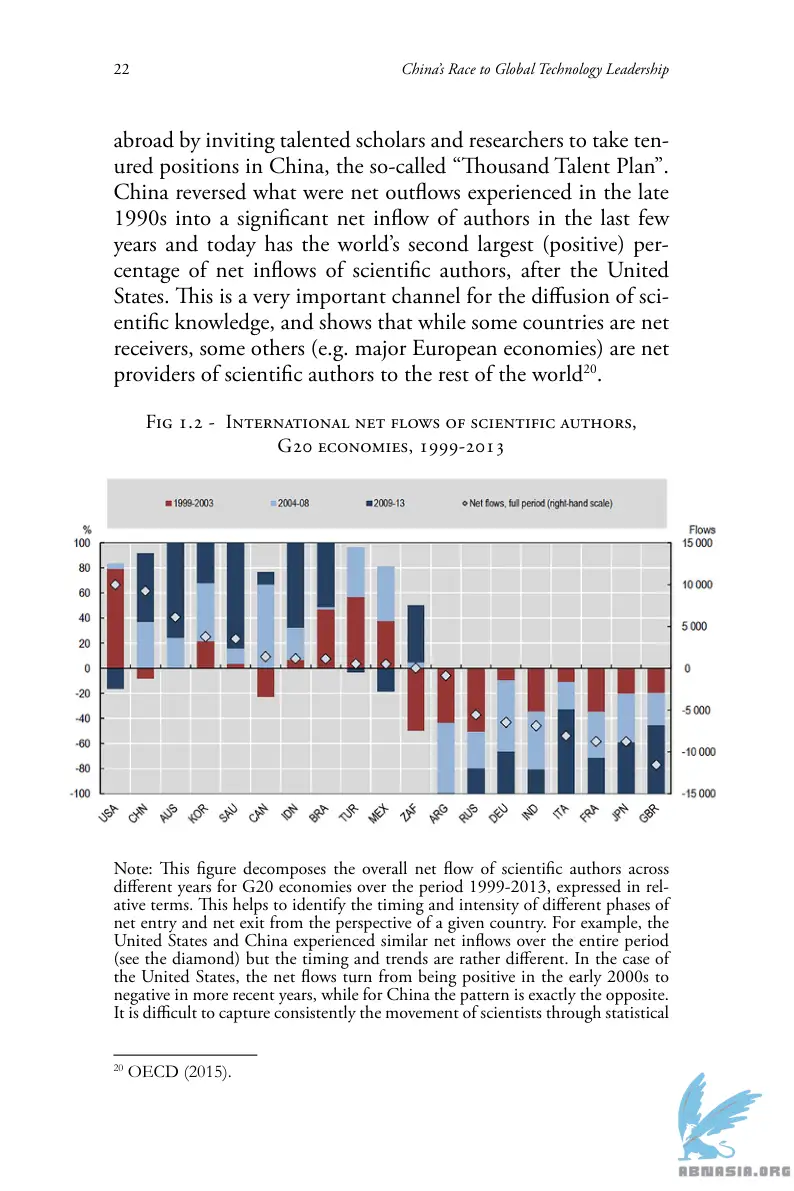 22
China's Race to Global Technology Leadership
abroad by inviting talented scholars and researchers to take ten-
ured positions in China, the so-called “Thousand Talent Plan”.
China reversed what were net outflows experienced in the late
1990s into a significant net inflow of authors in the last few
years and today has the world's second largest (positive) per-
centage of net inflows of scientific authors, after the United
States. This is a very important channel for the diffusion of sci-
entific knowledge, and shows that while some countries are net
receivers, some others (e.g. major European economies) are net
providers of scientific authors to the rest of the world20.
Fig 1.2 - International net flows of scientific authors,
G20 economies, 1999-2013
1999-2003 2004-08 2009-13 Net flows, full period (right-hand scale)
% Flows
100 15 000
80
60 10 000
40 5 000
20
0 0
-20
-40 -5 000
-60 -10 000
-80
-100 -15 000
USA CHN AUS KOR SAU CAN IDN BRA TUR MEX ZAF ARG RUS DEU IND ITA FRA JPN GBR
Note: This figure decomposes the overall net flow of scientific authors across
different years for G20 economies over the period 1999-2013, expressed in rel-
ative terms. This helps to identify the timing and intensity of different phases of
net entry and net exit from the perspective of a given country. For example, the
United States and China experienced similar net inflows over the entire period
(see the diamond) but the timing and trends are rather different. In the case of
the United States, the net flows turn from being positive in the early 2000s to
negative in more recent years, while for China the pattern is exactly the opposite.
It is difficult to capture consistently the movement of scientists through statistical
20 OECD (2015).
ABNASIA.ORG